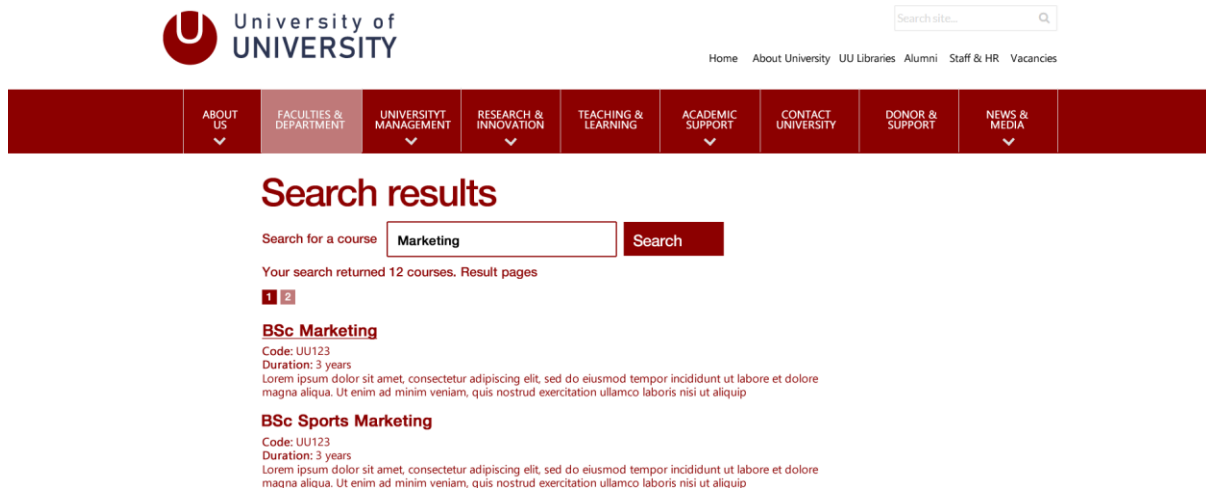 U
University of
UNIVERSITY
Search site...
Home About University UU Libraries Alumni Staff & HR Vacancies
ABOUT
US
FACULTIES &
DEPARTMENT
UNIVERSITYT
MANAGEMENT
RESEARCH &
INNOVATION
TEACHING &
LEARNING
ACADEMIC
SUPPORT
CONTACT
UNIVERSITY
DONOR &
SUPPORT
NEWS &
MEDIA
Search results
Search for a course Marketing Search
Your search returned 12 courses. Result pages
1 2
BSc Marketing
Code: UU123
Duration: 3 years
Lorem ipsum dolor sit amet, consectetur adipiscing elit, sed do eiusmod tempor incididunt ut labore et dolore
magna aliqua. Ut enim ad minim veniam, quis nostrud exercitation ullamco laboris nisi ut aliquip
BSc Sports Marketing
Code: UU123
Duration: 3 years
Lorem ipsum dolor sit amet, consectetur adipiscing elit, sed do eiusmod tempor incididunt ut labore et dolore
magna aliqua. Ut enim ad minim veniam, quis nostrud exercitation ullamco laboris nisi ut aliquip